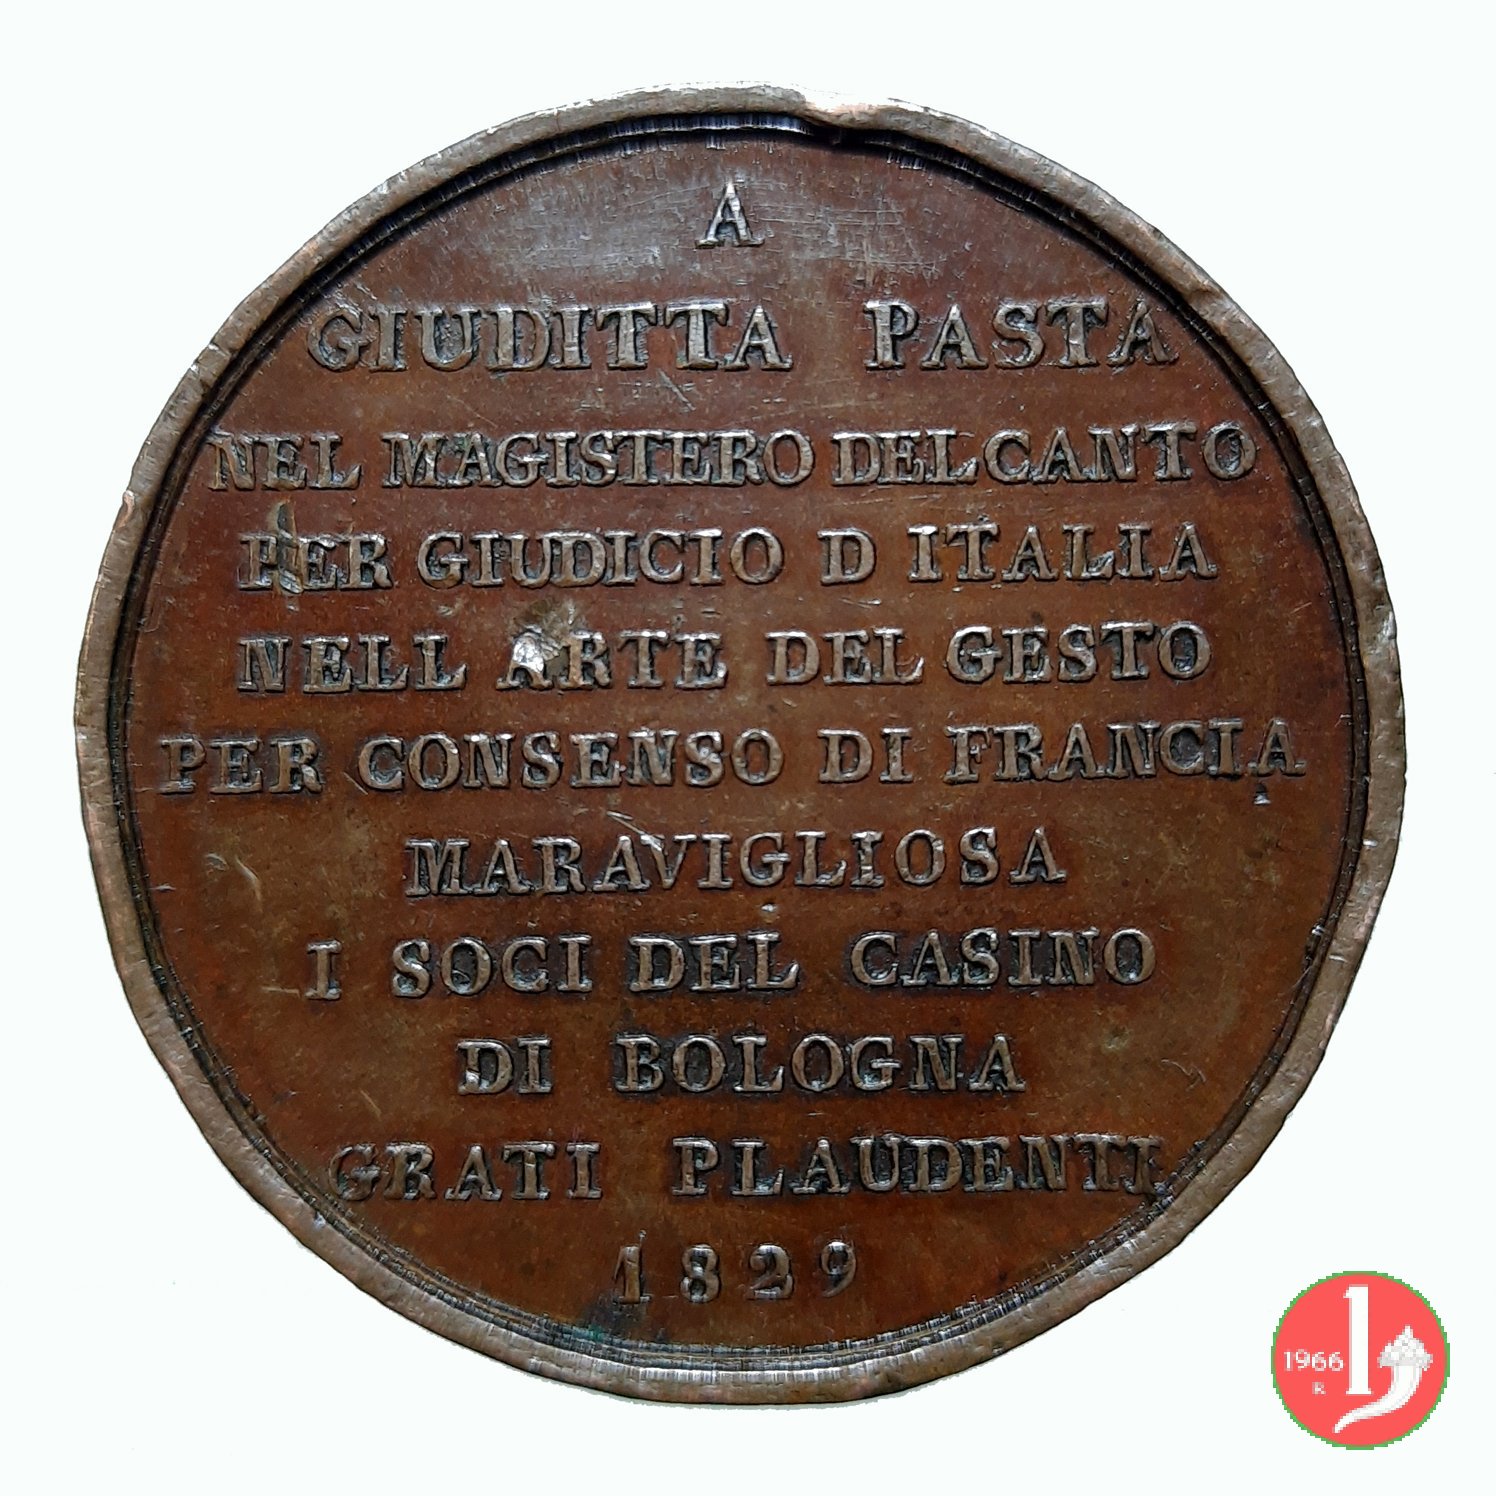 A
GIUDITTA PASTA
NEL MAGISTERO DEL CANTO
PER GIUDICIO D ITALIA
NELL ARTE DEL GESTO
PER CONSENSO DI FRANCIA
MARAVIGLIOSA
I SOCI DEL CASINO
DI BOLOGNA
GRATI PLAUDENTI
1829
1966
R